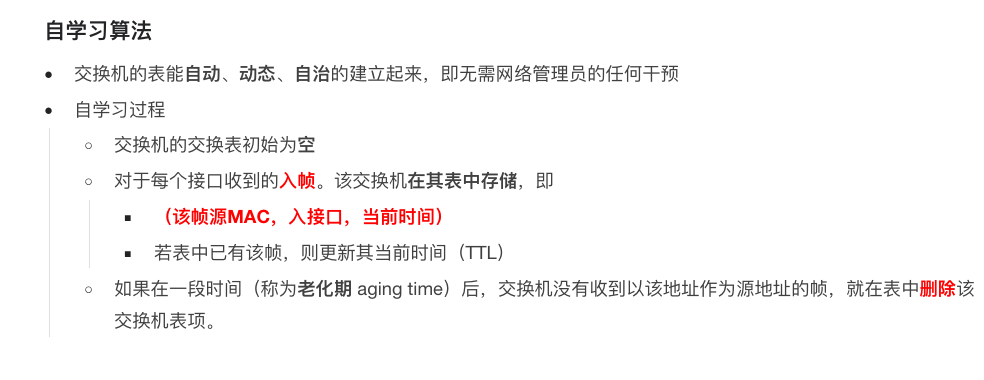 自学习算法
交换机的表能自动、动态、自治的建立起来，即无需网络管理员的任何干预
自学习过程
交换机的交换表初始为空
对于每个接口收到的入帧。该交换机在其表中存储，即
（该帧源MAC，入接口，当前时间）
若表中已有该帧，则更新其当前时间（TTL）
如果在一段时间（称为老化期 aging time）后，交换机没有收到以该地址作为源地址的帧，就在表中删除该
交换机表项。